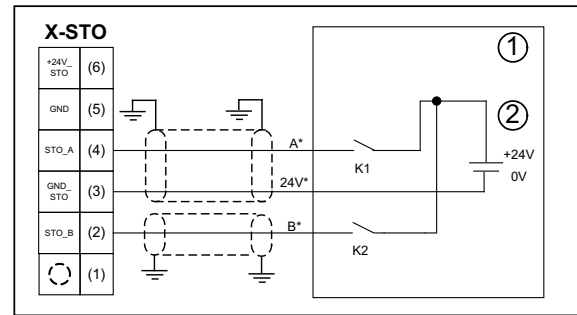 X-STO
①
+24V_
STO
(6)
GND
(5)
②
STO_A
(4)
A*
K1
+24V
0V
GND_
STO
(3)
24V*
STO_B
(2)
B*
K2
(1)